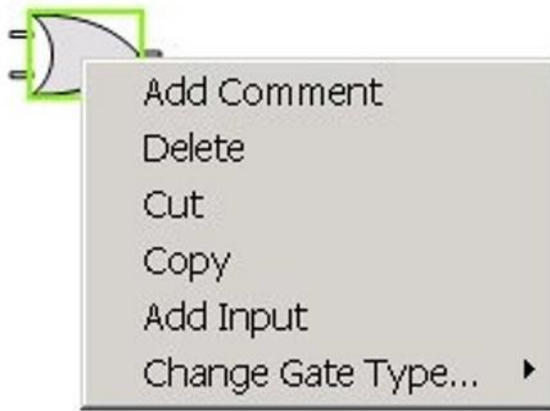 Add Comment
Delete
Cut
Copy
Add Input
Change Gate Type...